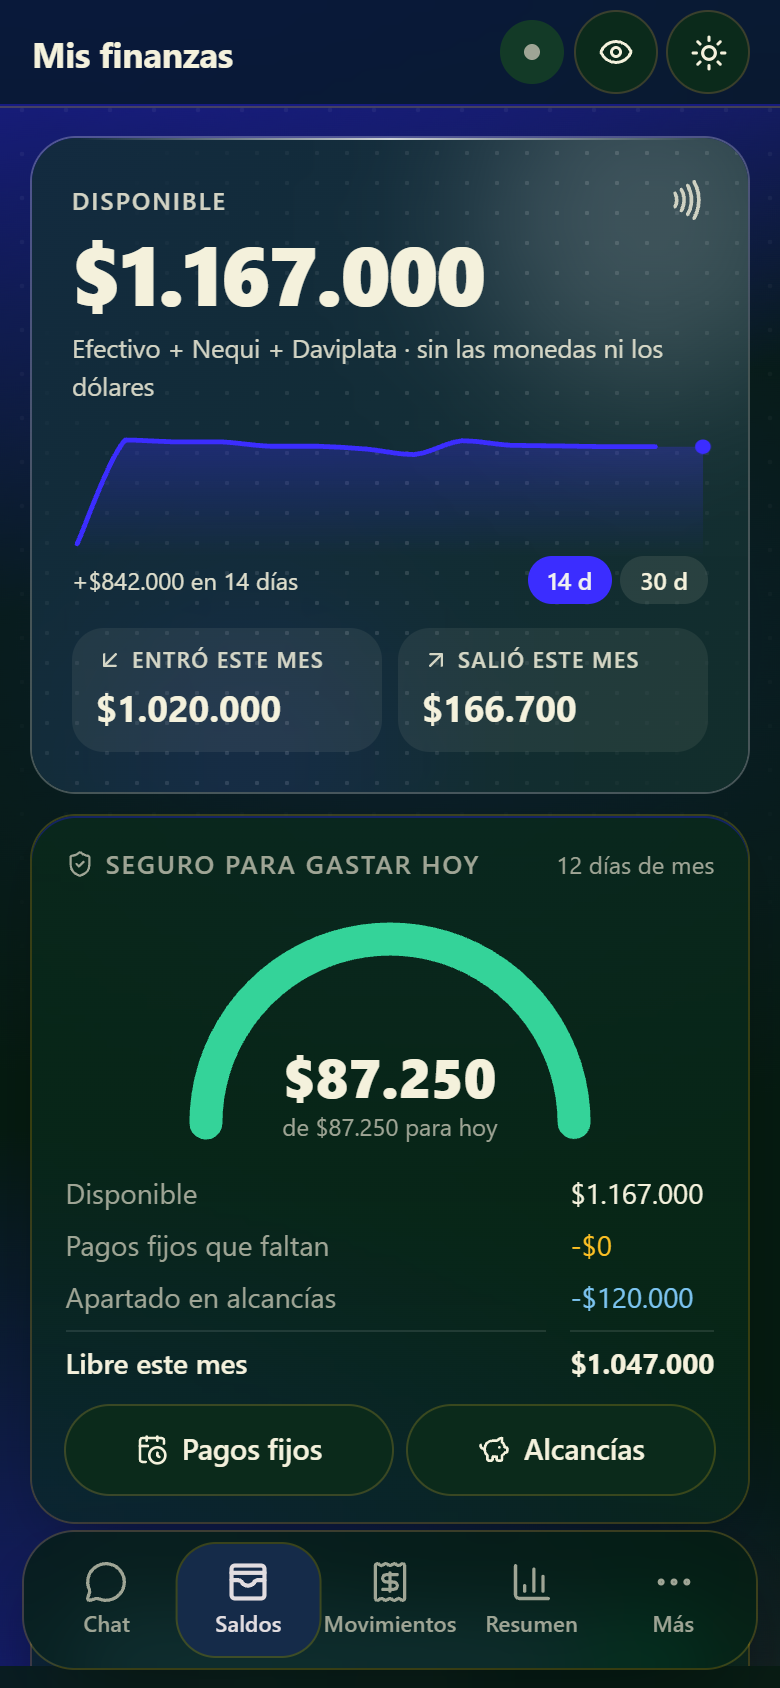 Mis finanzas
DISPONIBLE
$1.167.000
Efectivo + Nequi + Daviplata · sin las monedas ni los
dólares
+$842.000 en 14 días
14 d
30 d
ENTRÓ ESTE MES
$1.020.000
SALIÓ ESTE MES
$166.700
SEGURO PARA GASTAR HOY
12 días de mes
$87.250
de $87.250 para hoy
Disponible $1.167.000
Pagos fijos que faltan -$0
Apartado en alcancías -$120.000
Libre este mes $1.047.000
Pagos fijos
Alcancías
Chat
Saldos
Movimientos
Resumen
Más